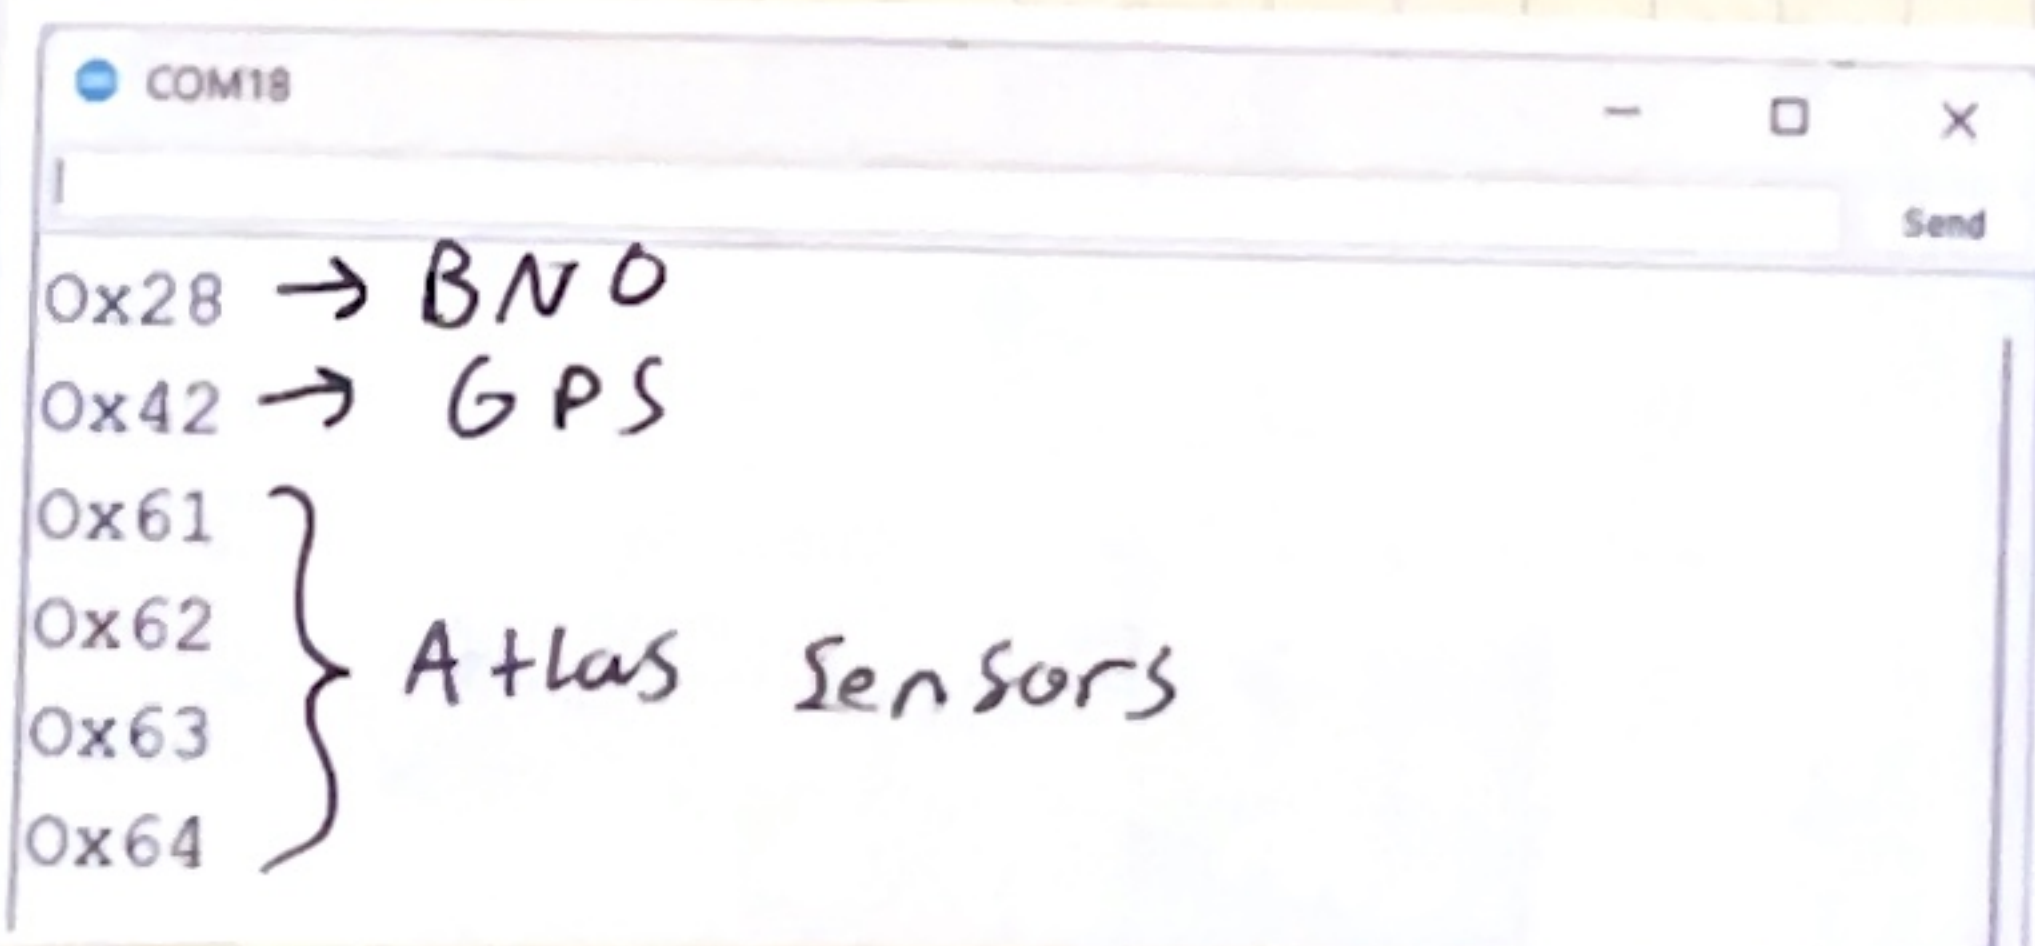 COM18
Send
0x28 → BNO
0x42 → GPS
0x61
0x62
0x63
0x64
Atlas Sensors